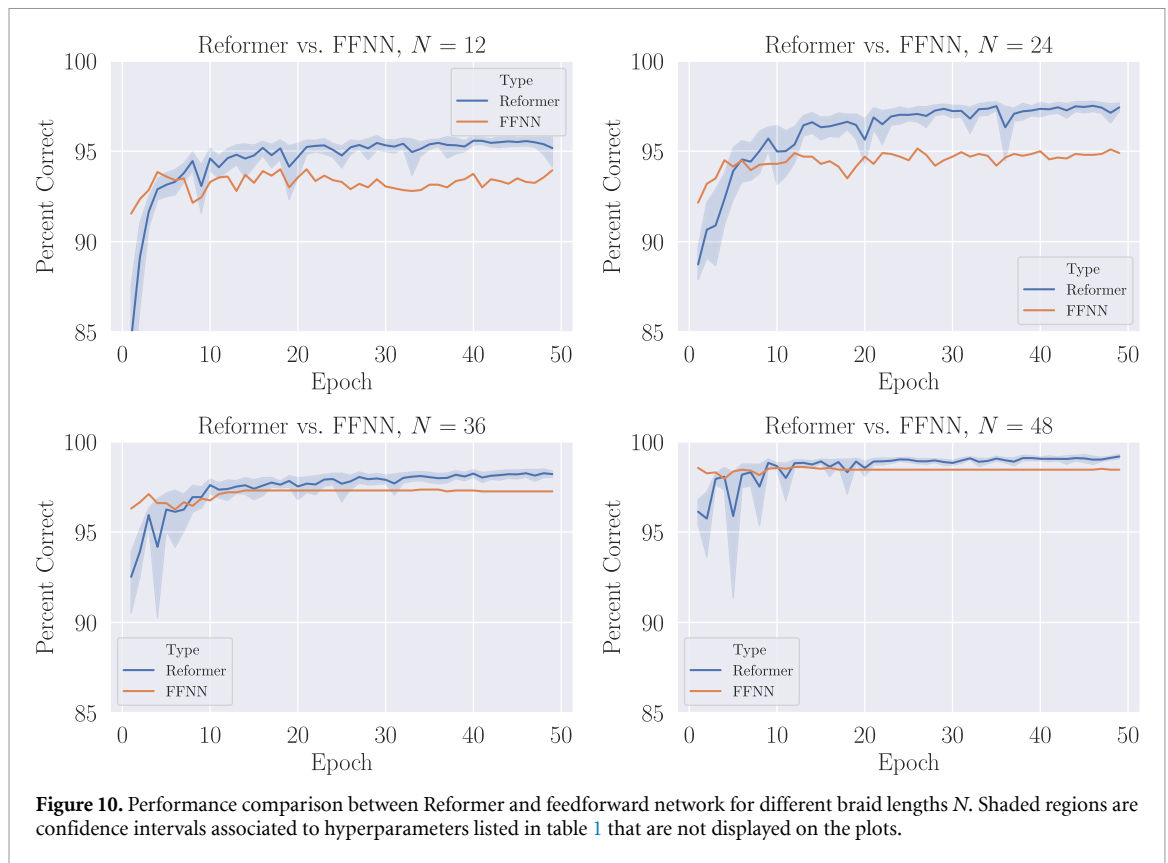 Reformer vs. FFNN, N = 12
100
95
90
85
Percent Correct
0 10 20 30 40 50
Epoch
Type
Reformer
FFNN
Reformer vs. FFNN, N = 24
100
95
90
85
Percent Correct
0 10 20 30 40 50
Epoch
Type
Reformer
FFNN
Reformer vs. FFNN, N = 36
100
95
90
85
Percent Correct
0 10 20 30 40 50
Epoch
Type
Reformer
FFNN
Reformer vs. FFNN, N = 48
100
95
90
85
Percent Correct
0 10 20 30 40 50
Epoch
Type
Reformer
FFNN
Figure 10. Performance comparison between Reformer and feedforward network for different braid lengths N. Shaded regions are
confidence intervals associated to hyperparameters listed in table 1 that are not displayed on the plots.